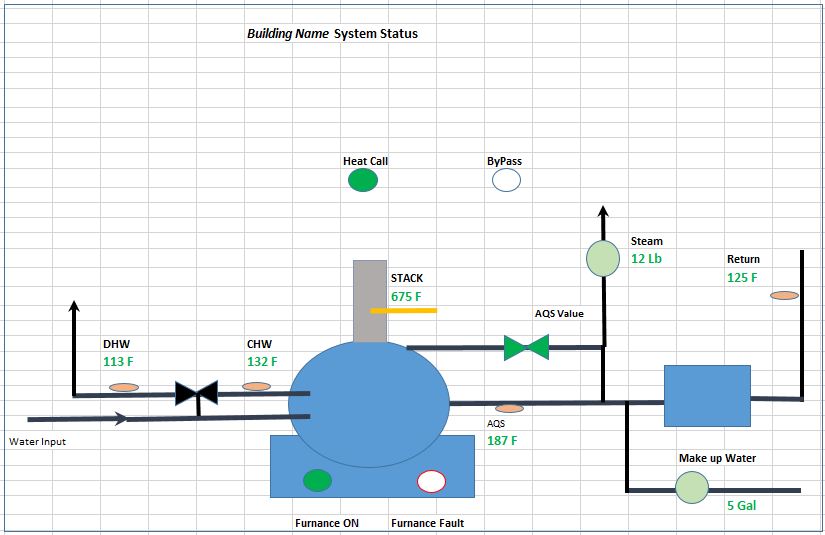 Building Name System Status
Heat Call
ByPass
Steam
12 Lb
Return
125 F
STACK
675 F
AQS Value
DHW
113 F
CHW
132 F
AQS
187 F
Water Input
Make up Water
5 Gal
Furnance ON
Furnance Fault